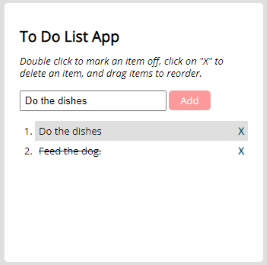 To Do List App
Double click to mark an item off, click on "X" to
delete an item, and drag items to reorder.
Do the dishes Add
1. Do the dishes X
2. Feed the dog. X